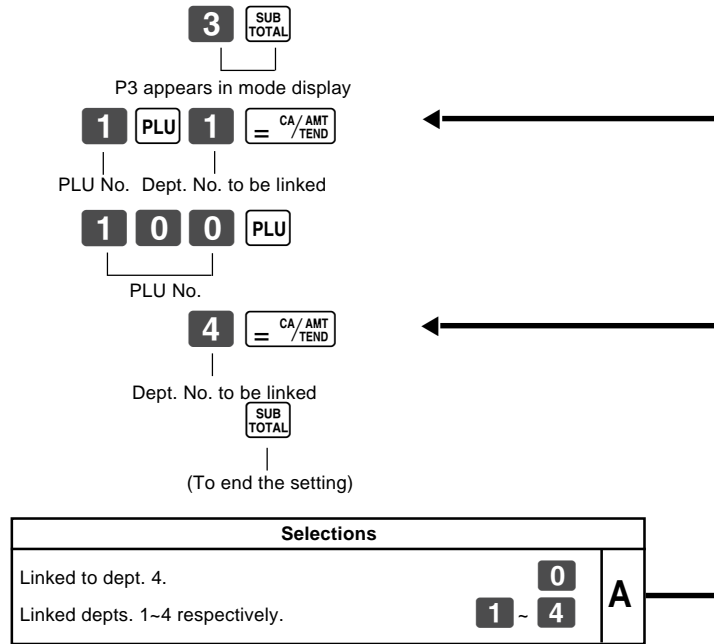 3 SUB TOTAL
P3 appears in mode display
1 PLU 1 = CA/AMT TEND
PLU No. Dept. No. to be linked
1 0 0 PLU
PLU No.
4 = CA/AMT TEND
Dept. No. to be linked
SUB TOTAL
(To end the setting)
Selections
Linked to dept. 4. 0
Linked depts. 1~4 respectively. 1 ~ 4
A